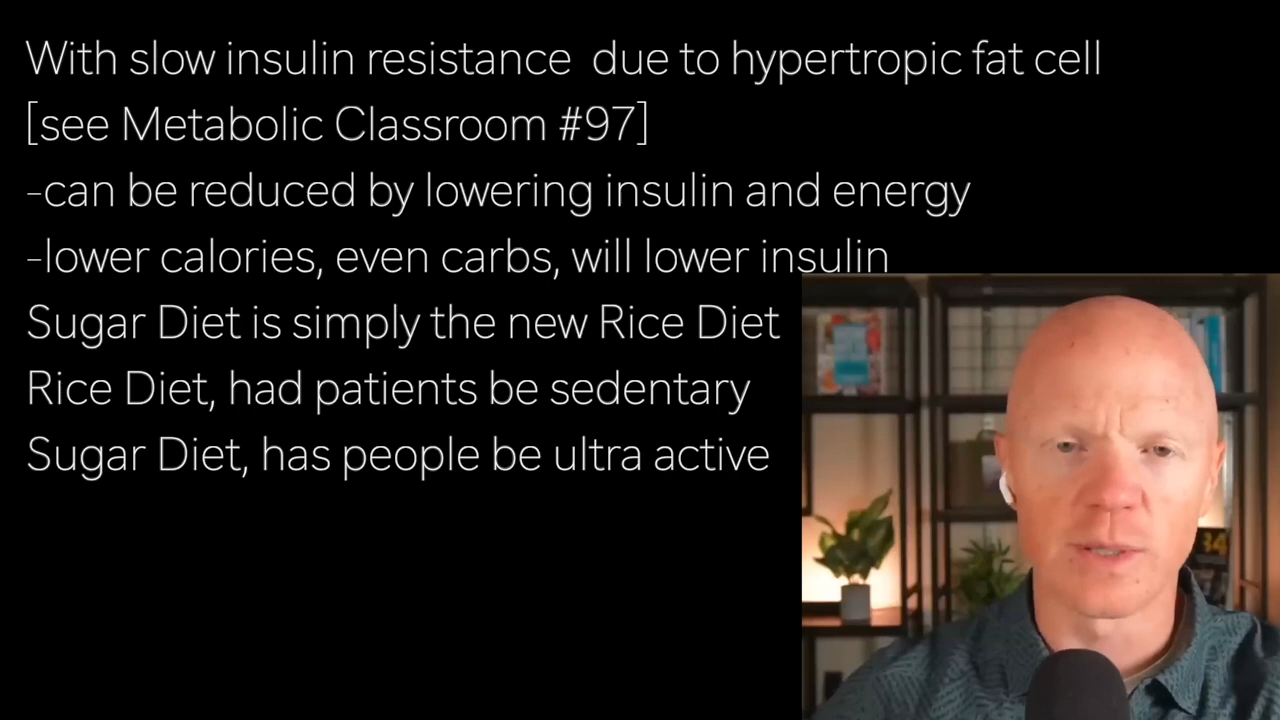 With slow insulin resistance  due to hypertropic fat cell
[see Metabolic Classroom #97]
-can be reduced by lowering insulin and energy
-lower calories, even carbs, will lower insulin
Sugar Diet is simply the new Rice Diet
Rice Diet, had patients be sedentary
Sugar Diet, has people be ultra active
34